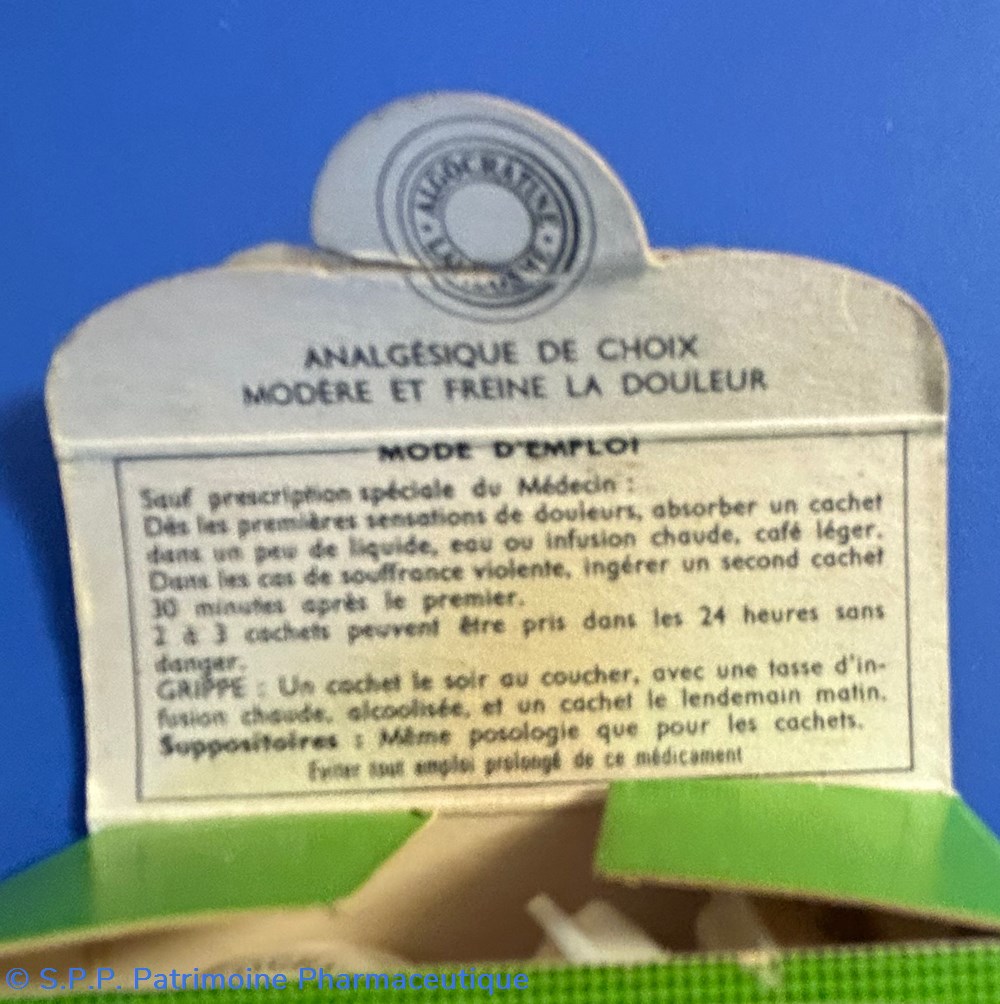 ALGOCRATINE
ANALGÉSIQUE DE CHOIX
MODÈRE ET FREINE LA DOULEUR
MODE D'EMPLOI
Sauf prescription spéciale du Médecin :
Dès les premières sensations de douleurs, absorber un cachet
dans un peu de liquide, eau ou infusion chaude, café léger.
Dans les cas de souffrance violente, ingérer un second cachet
30 minutes après le premier.
2 à 3 cachets peuvent être pris dans les 24 heures sans
danger.
GRIPPE : Un cachet le soir au coucher, avec une tasse d'in-
fusion chaude, alcoolisée, et un cachet le lendemain matin.
Suppositoires : Même posologie que pour les cachets.
Eviter tout emploi prolongé de ce médicament
© S.P.P. Patrimoine Pharmaceutique